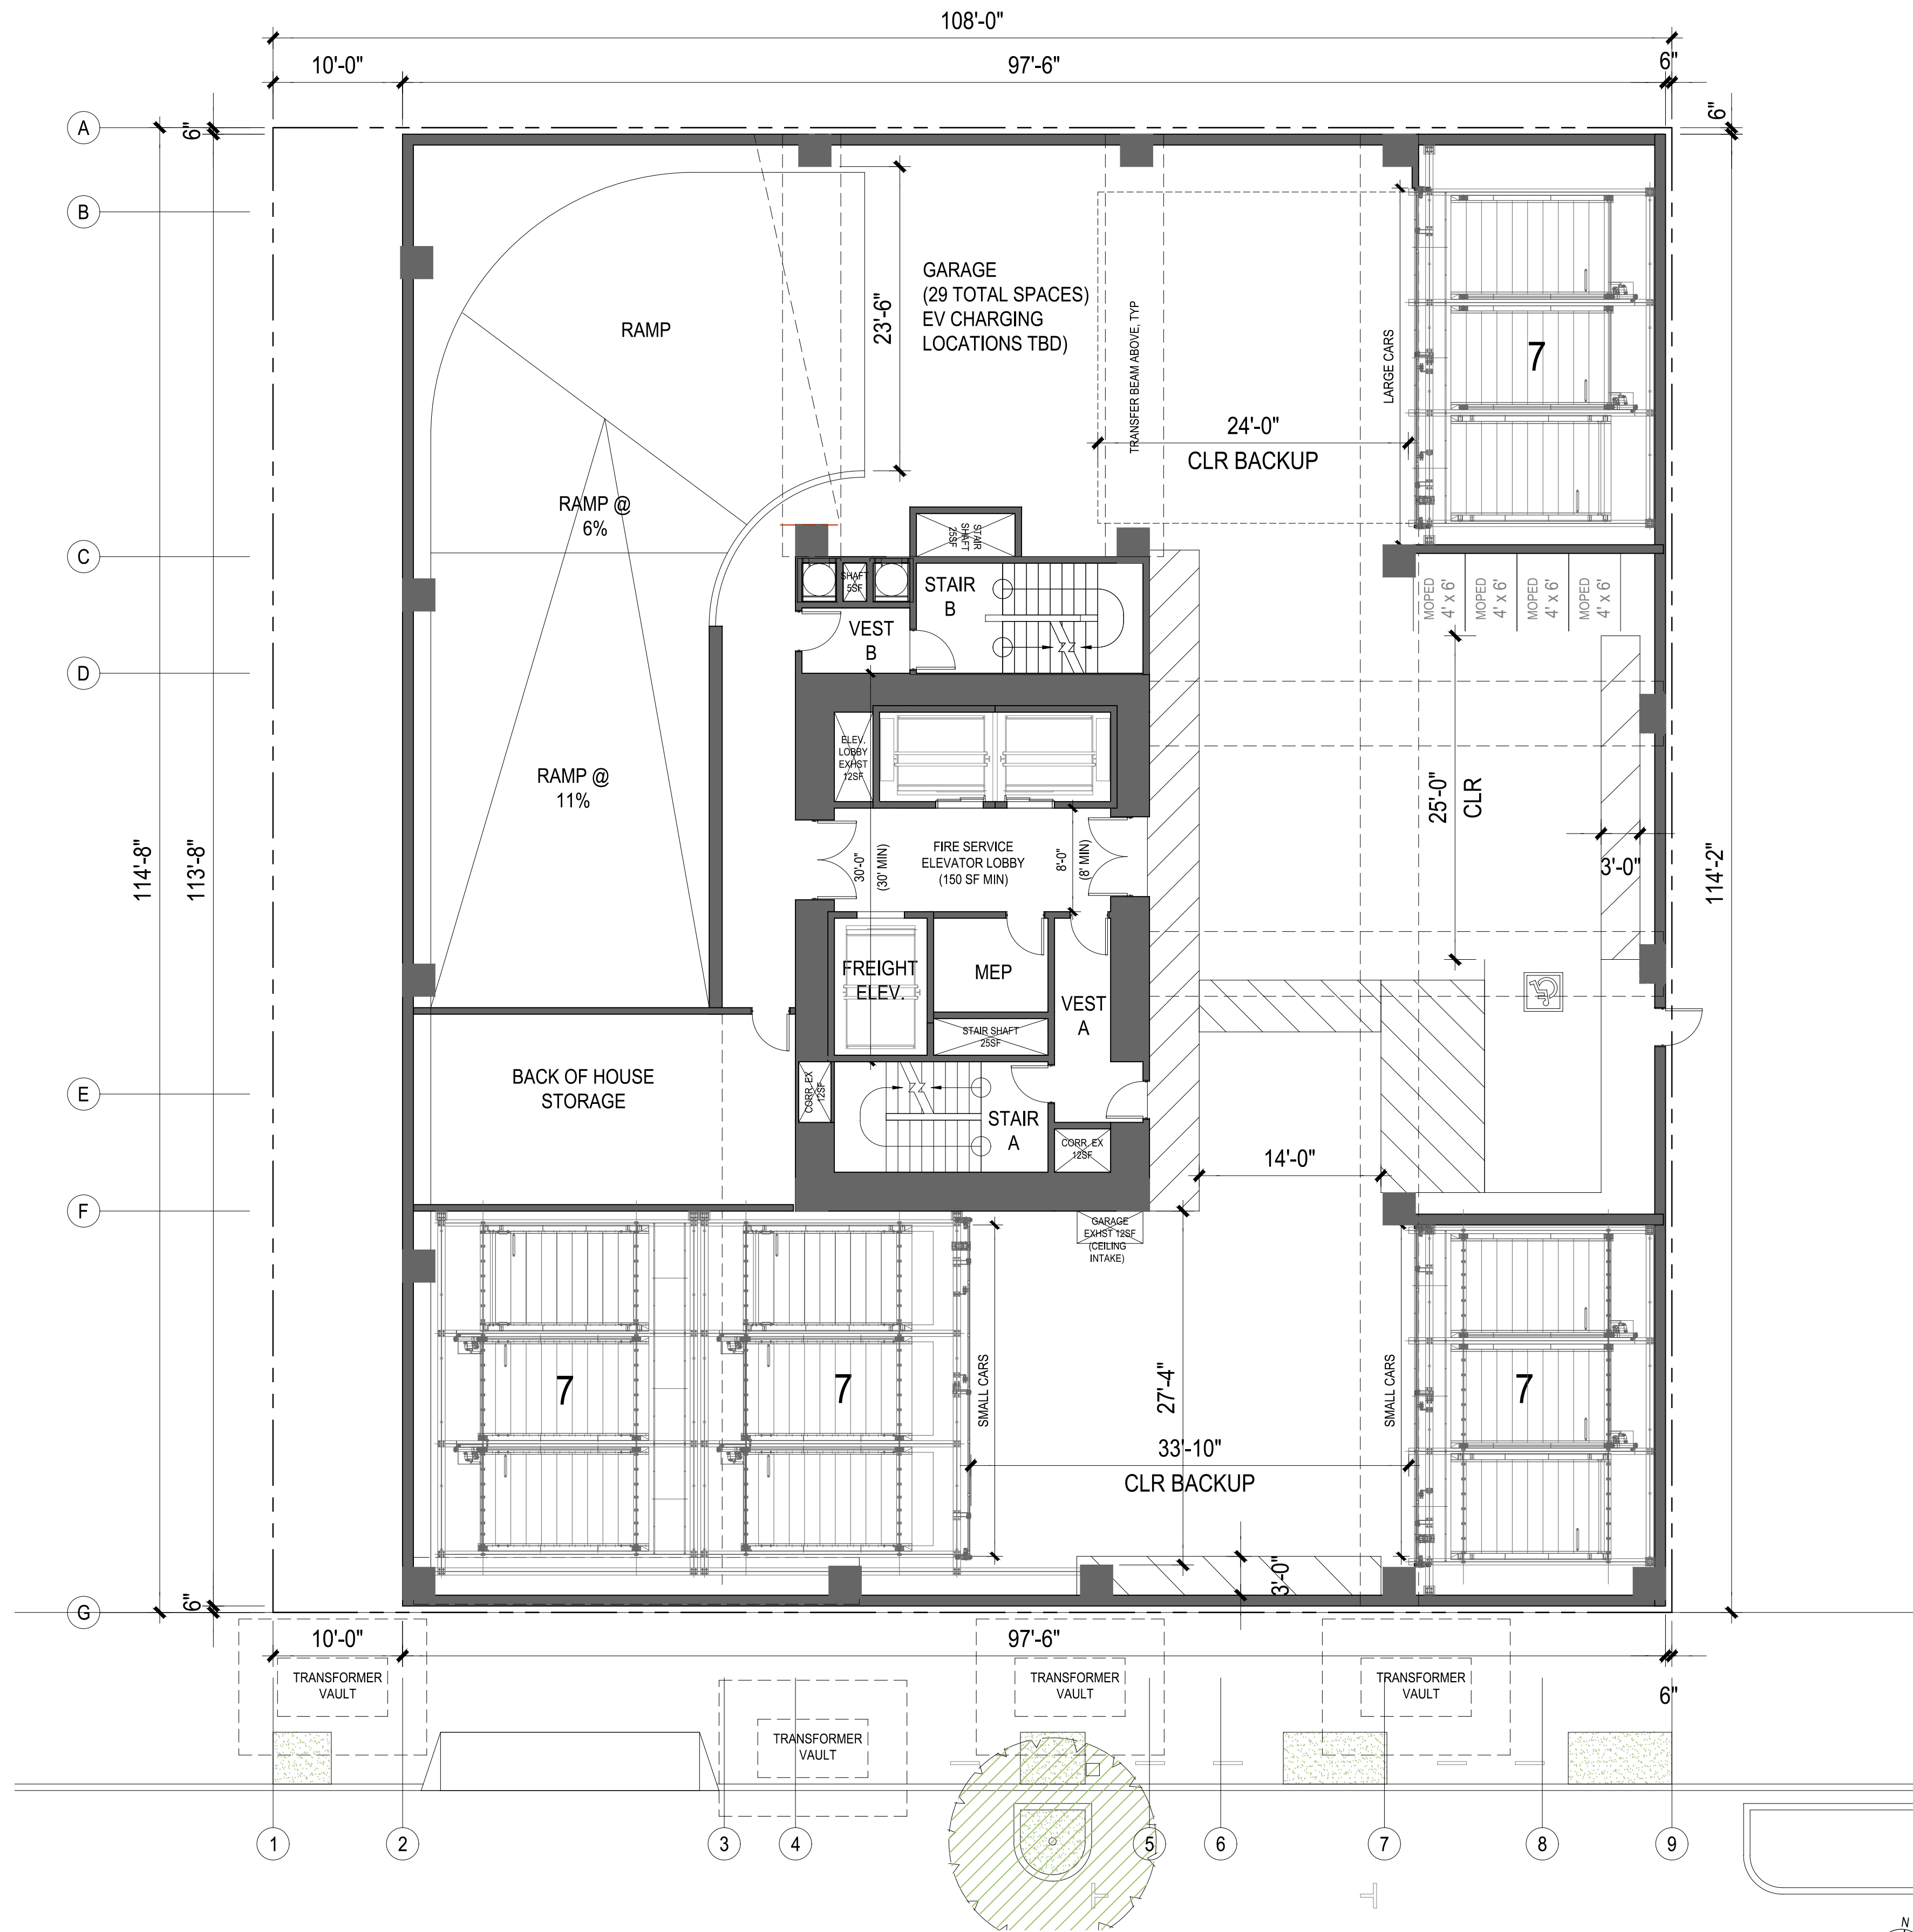 108'-0"
10'-0"
97'-6"
6"
A
6"
6"
B
GARAGE
(29 TOTAL SPACES)
EV CHARGING
LOCATIONS TBD)
23'-6"
RAMP
TRANSFER BEAM ABOVE, TYP
LARGE CARS
7
24'-0"
CLR BACKUP
RAMP @
6%
STAIR
SHAFT
25SF
C
SHAFT
5SF
STAIR
B
MOPED
4' x 6'
MOPED
4' x 6'
MOPED
4' x 6'
MOPED
4' x 6'
VEST
B
D
ELEV.
LOBBY
EXHST
12SF
RAMP @
11%
25'-0"
CLR
3'-0"
114'-8"
113'-8"
114'-2"
30'-0"
(30' MIN)
FIRE SERVICE
ELEVATOR LOBBY
(150 SF MIN)
8'-0"
(8' MIN)
FREIGHT
ELEV.
MEP
VEST
A
STAIR SHAFT
25SF
BACK OF HOUSE
STORAGE
E
CORR. EX
12SF
STAIR
A
CORR. EX
12SF
14'-0"
F
GARAGE
EXHST 12SF
(CEILING
INTAKE)
7
7
SMALL CARS
27'-4"
SMALL CARS
7
33'-10"
CLR BACKUP
3'-0"
6"
G
10'-0"
97'-6"
6"
TRANSFORMER
VAULT
TRANSFORMER
VAULT
TRANSFORMER
VAULT
TRANSFORMER
VAULT
1
2
3
4
5
6
7
8
9
N